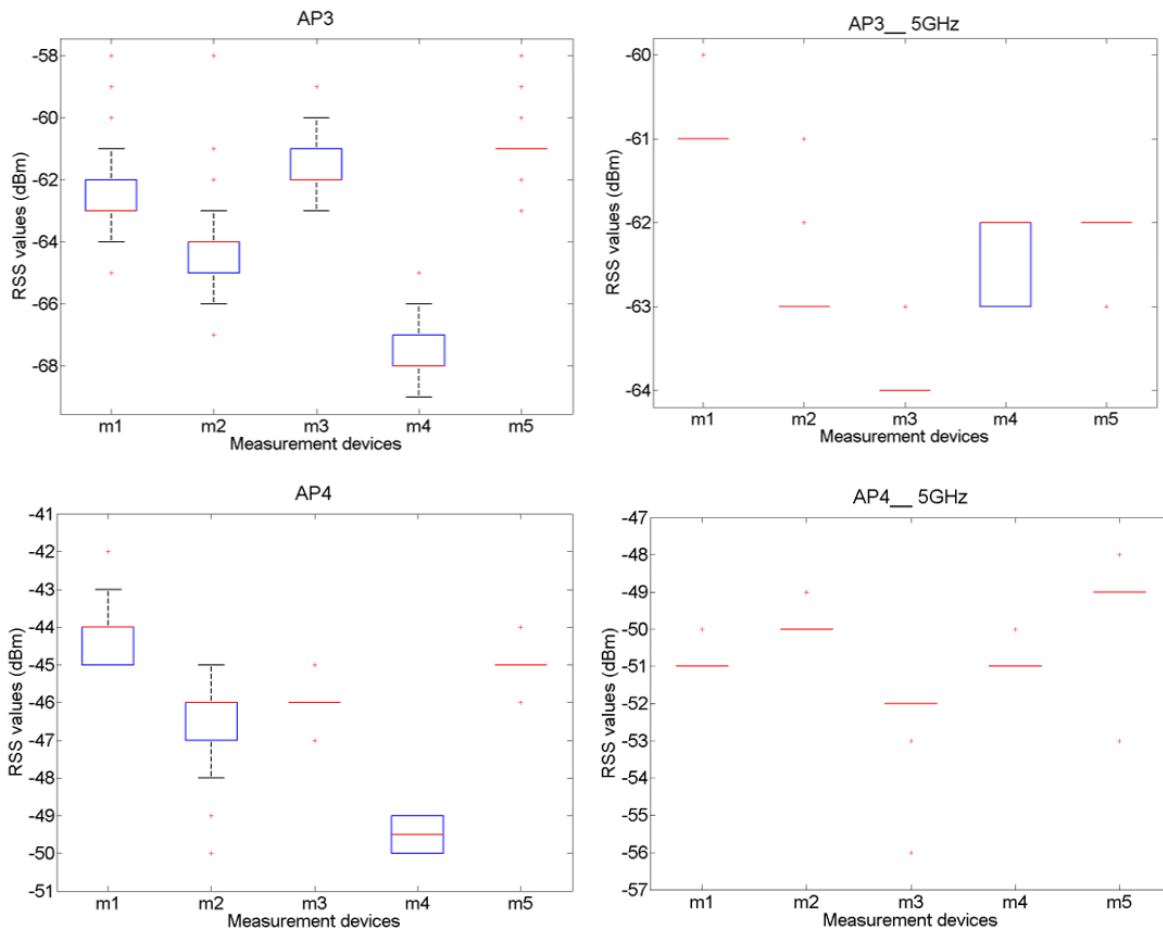 AP3
RSS values (dBm)
-58
-60
-62
-64
-66
-68
m1 m2 m3 m4 m5
Measurement devices
AP3__ 5GHz
RSS values (dBm)
-60
-61
-62
-63
-64
m1 m2 m3 m4 m5
Measurement devices
AP4
RSS values (dBm)
-41
-42
-43
-44
-45
-46
-47
-48
-49
-50
-51
m1 m2 m3 m4 m5
Measurement devices
AP4__ 5GHz
RSS values (dBm)
-47
-48
-49
-50
-51
-52
-53
-54
-55
-56
-57
m1 m2 m3 m4 m5
Measurement devices